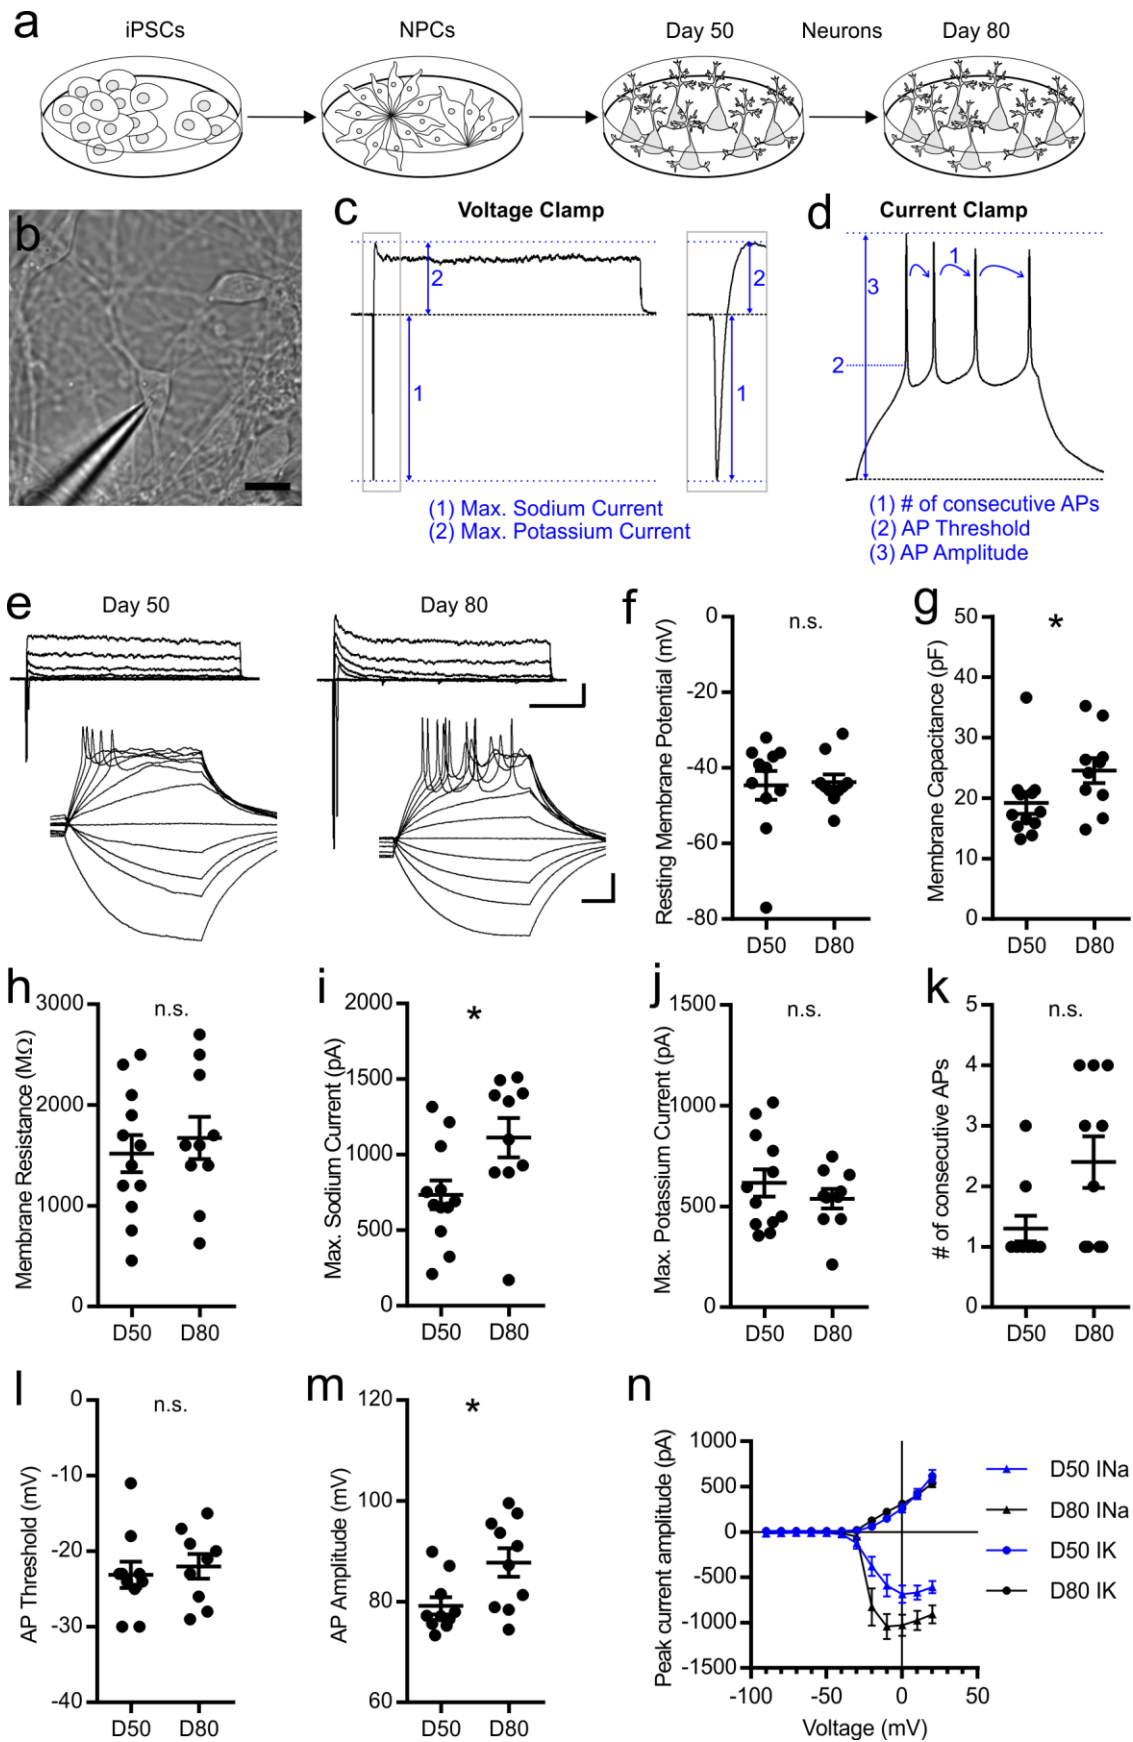 a
iPSCs
NPCs
Day 50
Neurons
Day 80
b
c
Voltage Clamp
2
1
2
1
(1) Max. Sodium Current
(2) Max. Potassium Current
d
Current Clamp
1
3
2
(1) # of consecutive APs
(2) AP Threshold
(3) AP Amplitude
e
Day 50
Day 80
f
Resting Membrane Potential (mV)
n.s.
0
-20
-40
-60
-80
D50
D80
g
Membrane Capacitance (pF)
*
50
40
30
20
10
0
D50
D80
h
Membrane Resistance (MΩ)
n.s.
3000
2000
1000
0
D50
D80
i
Max. Sodium Current (pA)
*
2000
1500
1000
500
0
D50
D80
j
Max. Potassium Current (pA)
n.s.
1500
1000
500
0
D50
D80
k
# of consecutive APs
n.s.
5
4
3
2
1
0
D50
D80
l
AP Threshold (mV)
n.s.
0
-10
-20
-30
-40
D50
D80
m
AP Amplitude (mV)
*
120
100
80
60
D50
D80
n
Peak current amplitude (pA)
1000
500
0
-500
-1000
-1500
-100
-50
0
50
Voltage (mV)
D50 INa
D80 INa
D50 IK
D80 IK